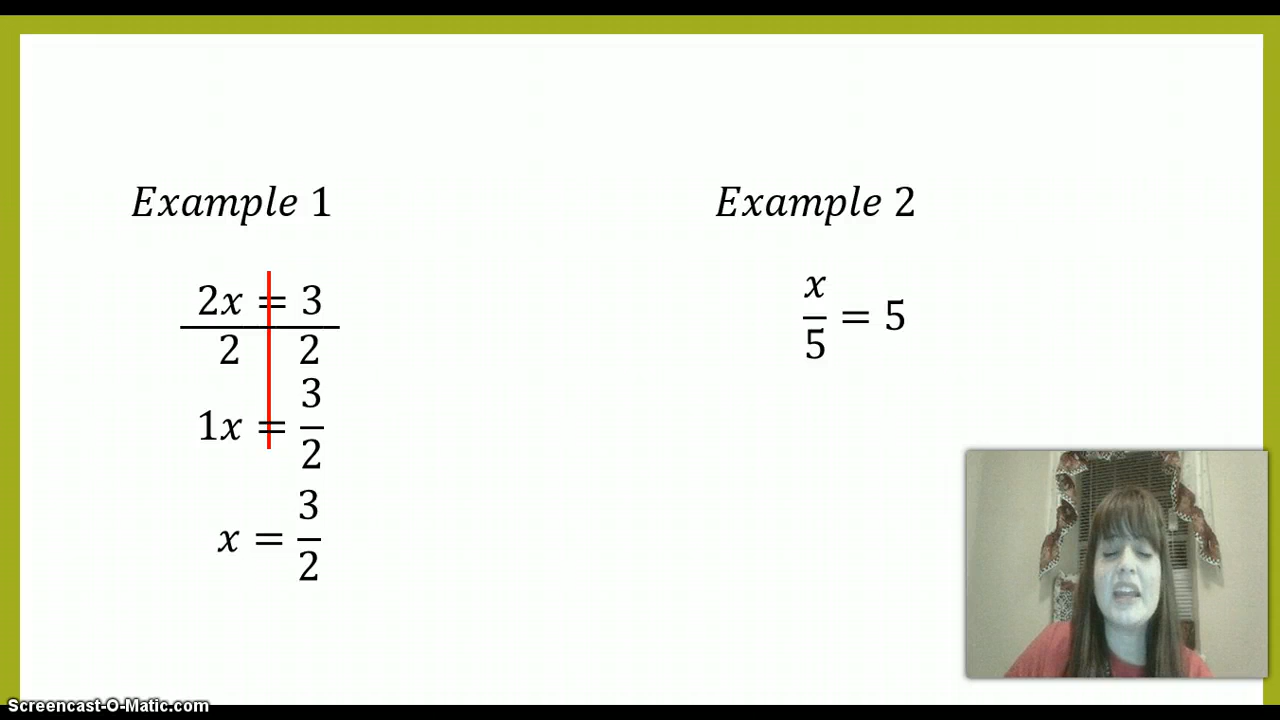 Example 1
2x = 3
2 2
1x = 3/2
x = 3/2
Example 2
x/5 = 5
Screencast-O-Matic.com